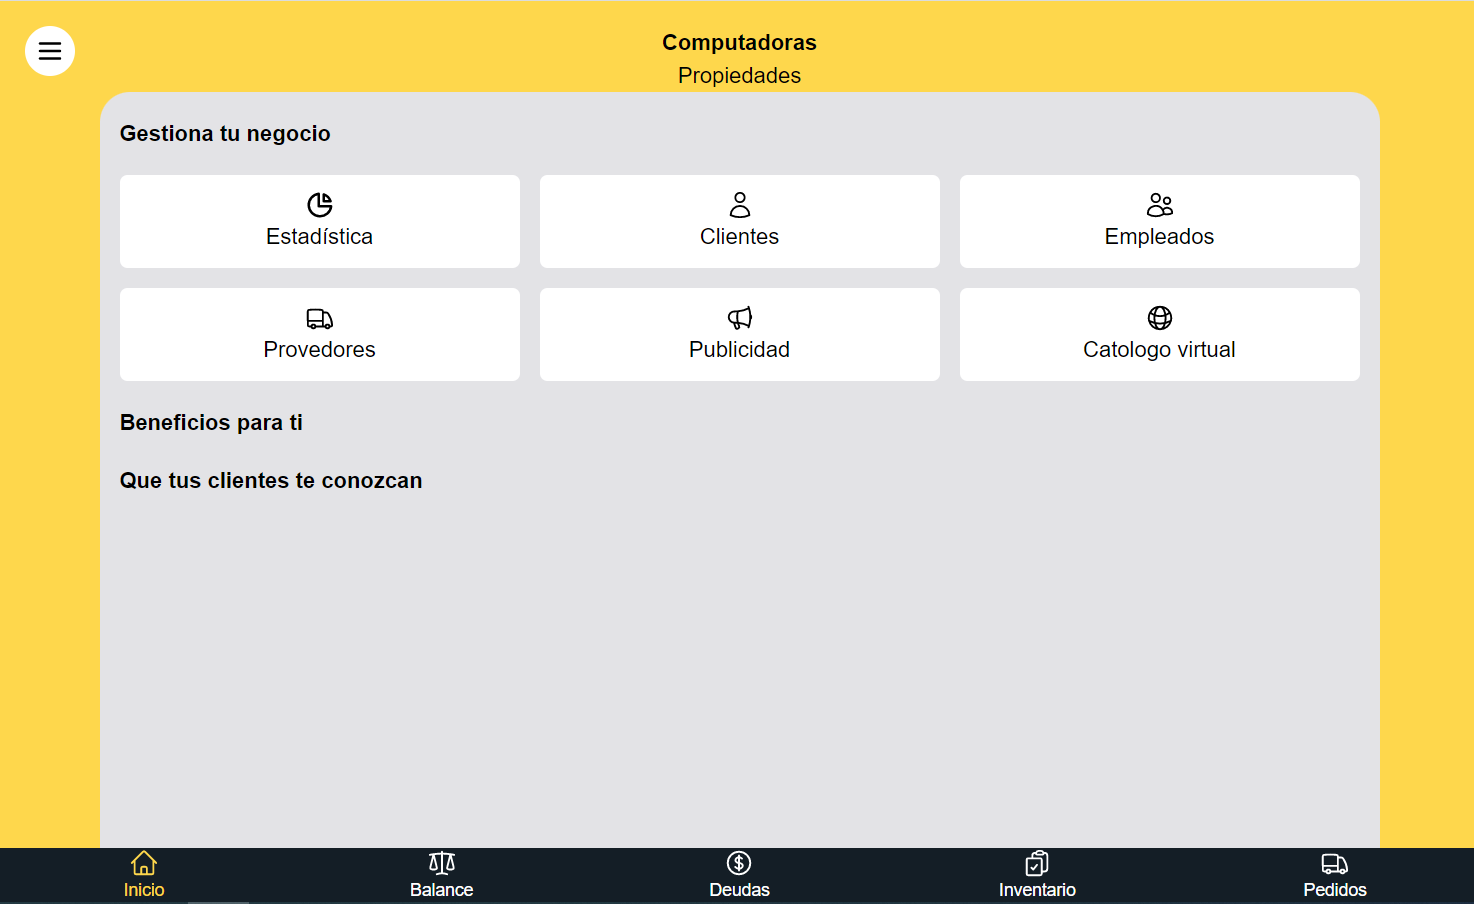 Computadoras
Propiedades
Gestiona tu negocio
Estadística
Clientes
Empleados
Provedores
Publicidad
Catologo virtual
Beneficios para ti
Que tus clientes te conozcan
Inicio
Balance
Deudas
Inventario
Pedidos